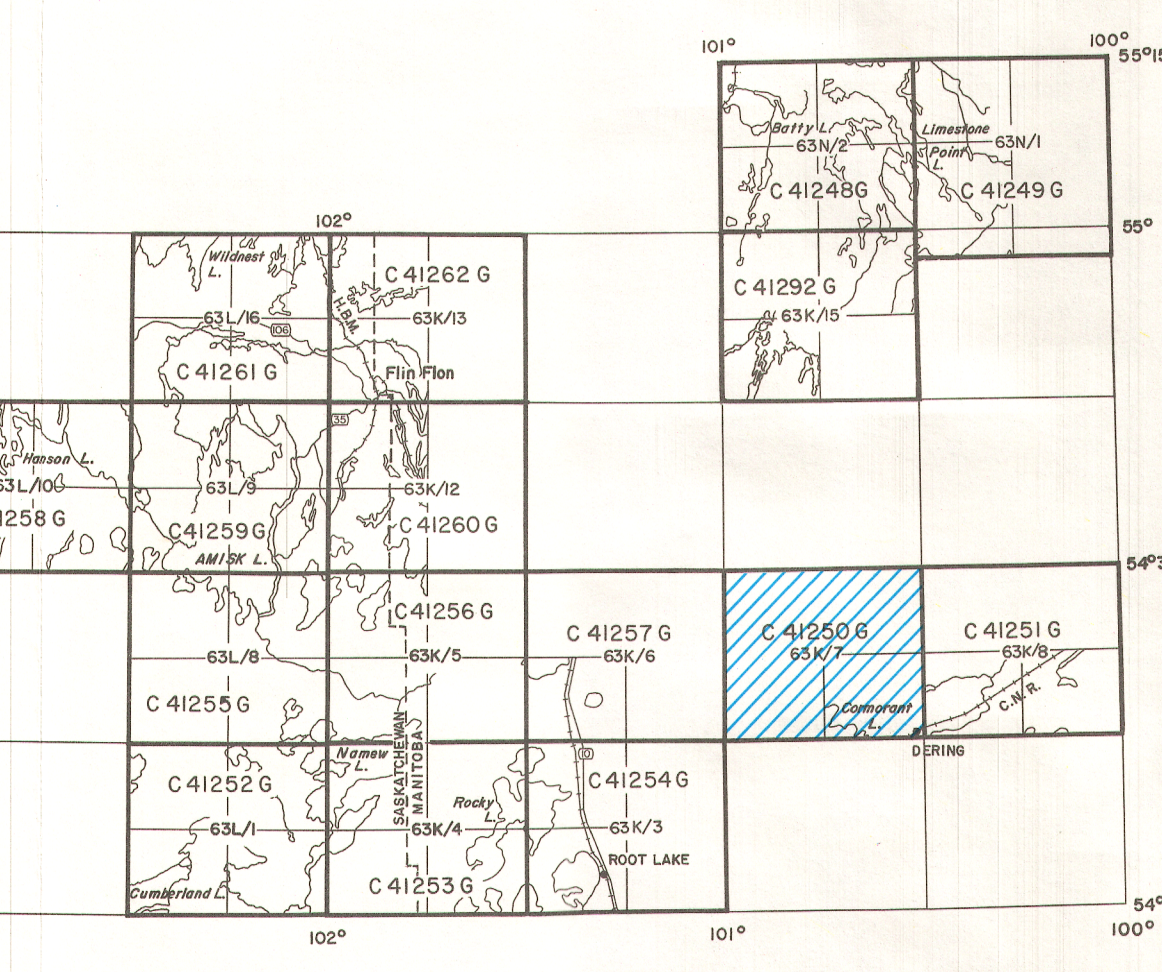 101°
100°
55°15
Batty L.
Limestone
63N/2
63N/1
Point
L.
C 41248G
C 41249 G
102°
55°
Wildnest
L.
C 41262 G
C 41292 G
H.B.M.
63L/16
106
63K/13
63K/15
C 41261 G
Flin Flon
35
Hanson L.
63L/10
63L/9
63K/12
1258 G
C 41259 G
C 41260 G
AMISK L.
54°3
C 41256 G
C 41257 G
C 41250 G
C 41251 G
63L/8
63K/5
63K/6
63K/7
63K/8
C 41255 G
C.N.R.
Cormorant
L.
SASKATCHEWAN
MANITOBA
Namew
L.
DERING
10
C 41252 G
C 41254 G
Rocky
L.
63L/1
63K/4
63K/3
ROOT LAKE
Cumberland L.
C 41253 G
54°
102°
101°
100°